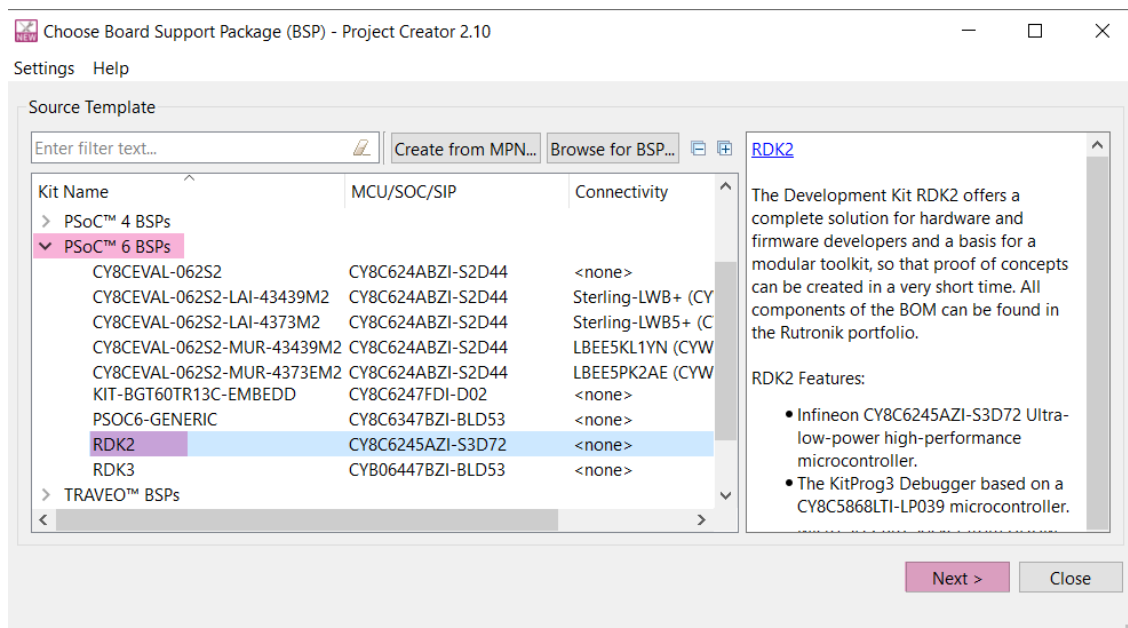 Choose Board Support Package (BSP) - Project Creator 2.10
Settings Help
Source Template
Enter filter text...
Create from MPN... Browse for BSP...
Kit Name MCU/SOC/SIP Connectivity
PSoC™ 4 BSPs
PSoC™ 6 BSPs
CY8CEVAL-062S2 CY8C624ABZI-S2D44 <none>
CY8CEVAL-062S2-LAI-43439M2 CY8C624ABZI-S2D44 Sterling-LWB+ (CY
CY8CEVAL-062S2-LAI-4373M2 CY8C624ABZI-S2D44 Sterling-LWB5+ (C
CY8CEVAL-062S2-MUR-43439M2 CY8C624ABZI-S2D44 LBEE5KL1YN (CYW
CY8CEVAL-062S2-MUR-4373EM2 CY8C624ABZI-S2D44 LBEE5PK2AE (CYW
KIT-BGT60TR13C-EMBEDD CY8C6247FDI-D02 <none>
PSOC6-GENERIC CY8C6347BZI-BLD53 <none>
RDK2 CY8C6245AZI-S3D72 <none>
RDK3 CYB06447BZI-BLD53 <none>
TRAVEO™ BSPs
RDK2
The Development Kit RDK2 offers a
complete solution for hardware and
firmware developers and a basis for a
modular toolkit, so that proof of concepts
can be created in a very short time. All
components of the BOM can be found in
the Rutronik portfolio.
RDK2 Features:
• Infineon CY8C6245AZI-S3D72 Ultra-
low-power high-performance
microcontroller.
• The KitProg3 Debugger based on a
CY8C5868LTI-LP039 microcontroller.
Next > Close